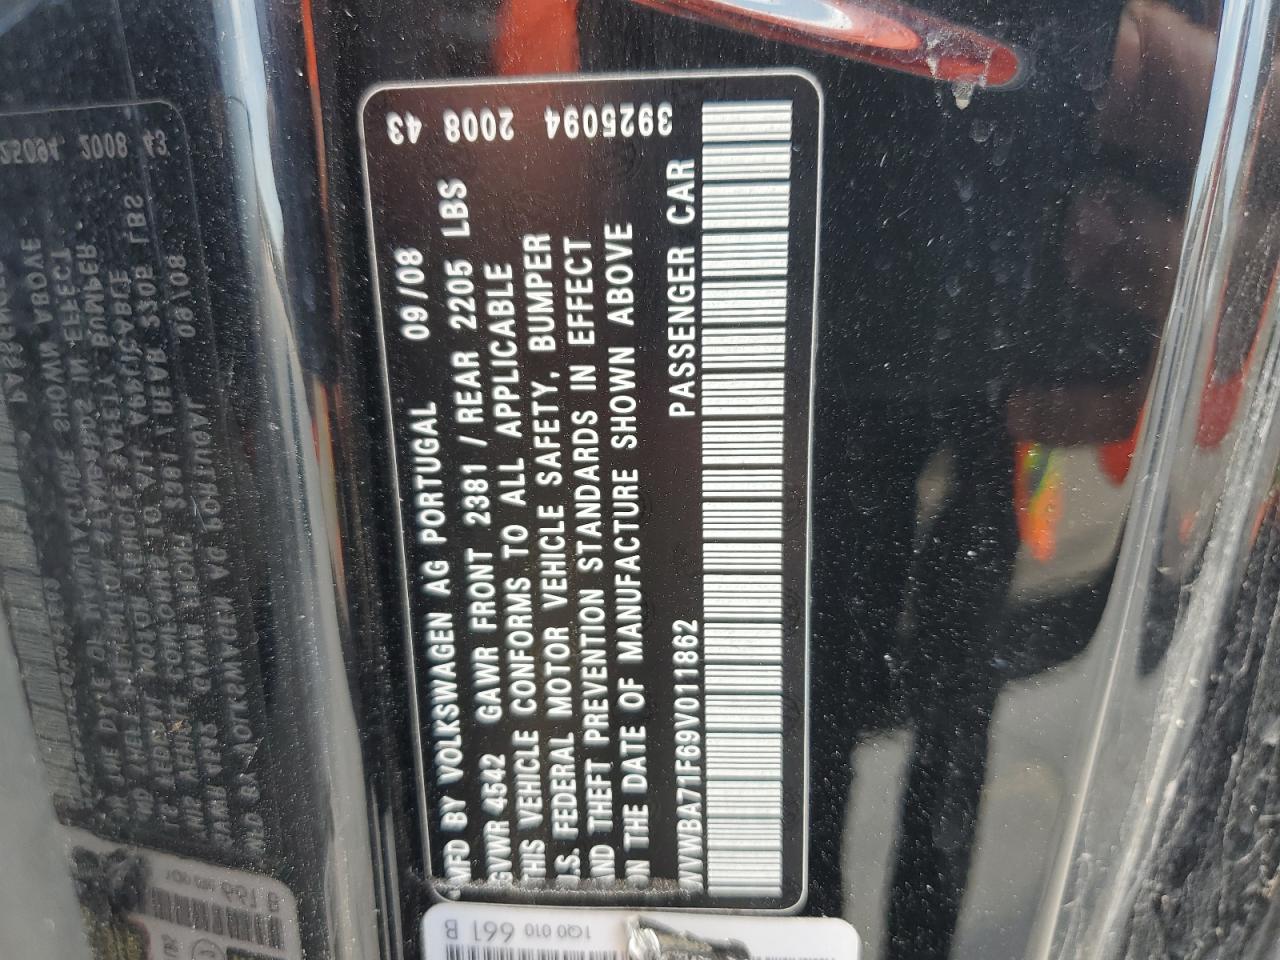 MFD BY VOLKSWAGEN AG PORTUGAL 09/08
GVWR 4542 GAWR FRONT 2381 / REAR 2205 LBS
THIS VEHICLE CONFORMS TO ALL APPLICABLE
U.S. FEDERAL MOTOR VEHICLE SAFETY, BUMPER
AND THEFT PREVENTION STANDARDS IN EFFECT
ON THE DATE OF MANUFACTURE SHOWN ABOVE
WVWBA71F69V011862 PASSENGER CAR
43 2008 3925094
1Q0 010 661 B